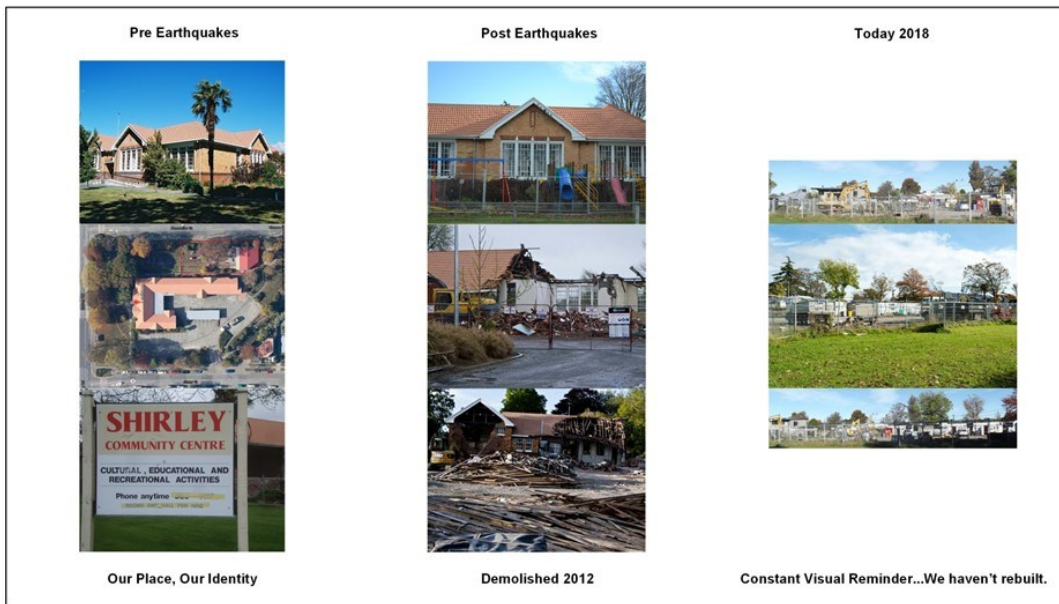 Pre Earthquakes
Post Earthquakes
Today 2018
SHIRLEY
COMMUNITY CENTRE
CULTURAL, EDUCATIONAL AND
RECREATIONAL ACTIVITIES
Phone anytime
Our Place, Our Identity
Demolished 2012
Constant Visual Reminder...We haven't rebuilt.